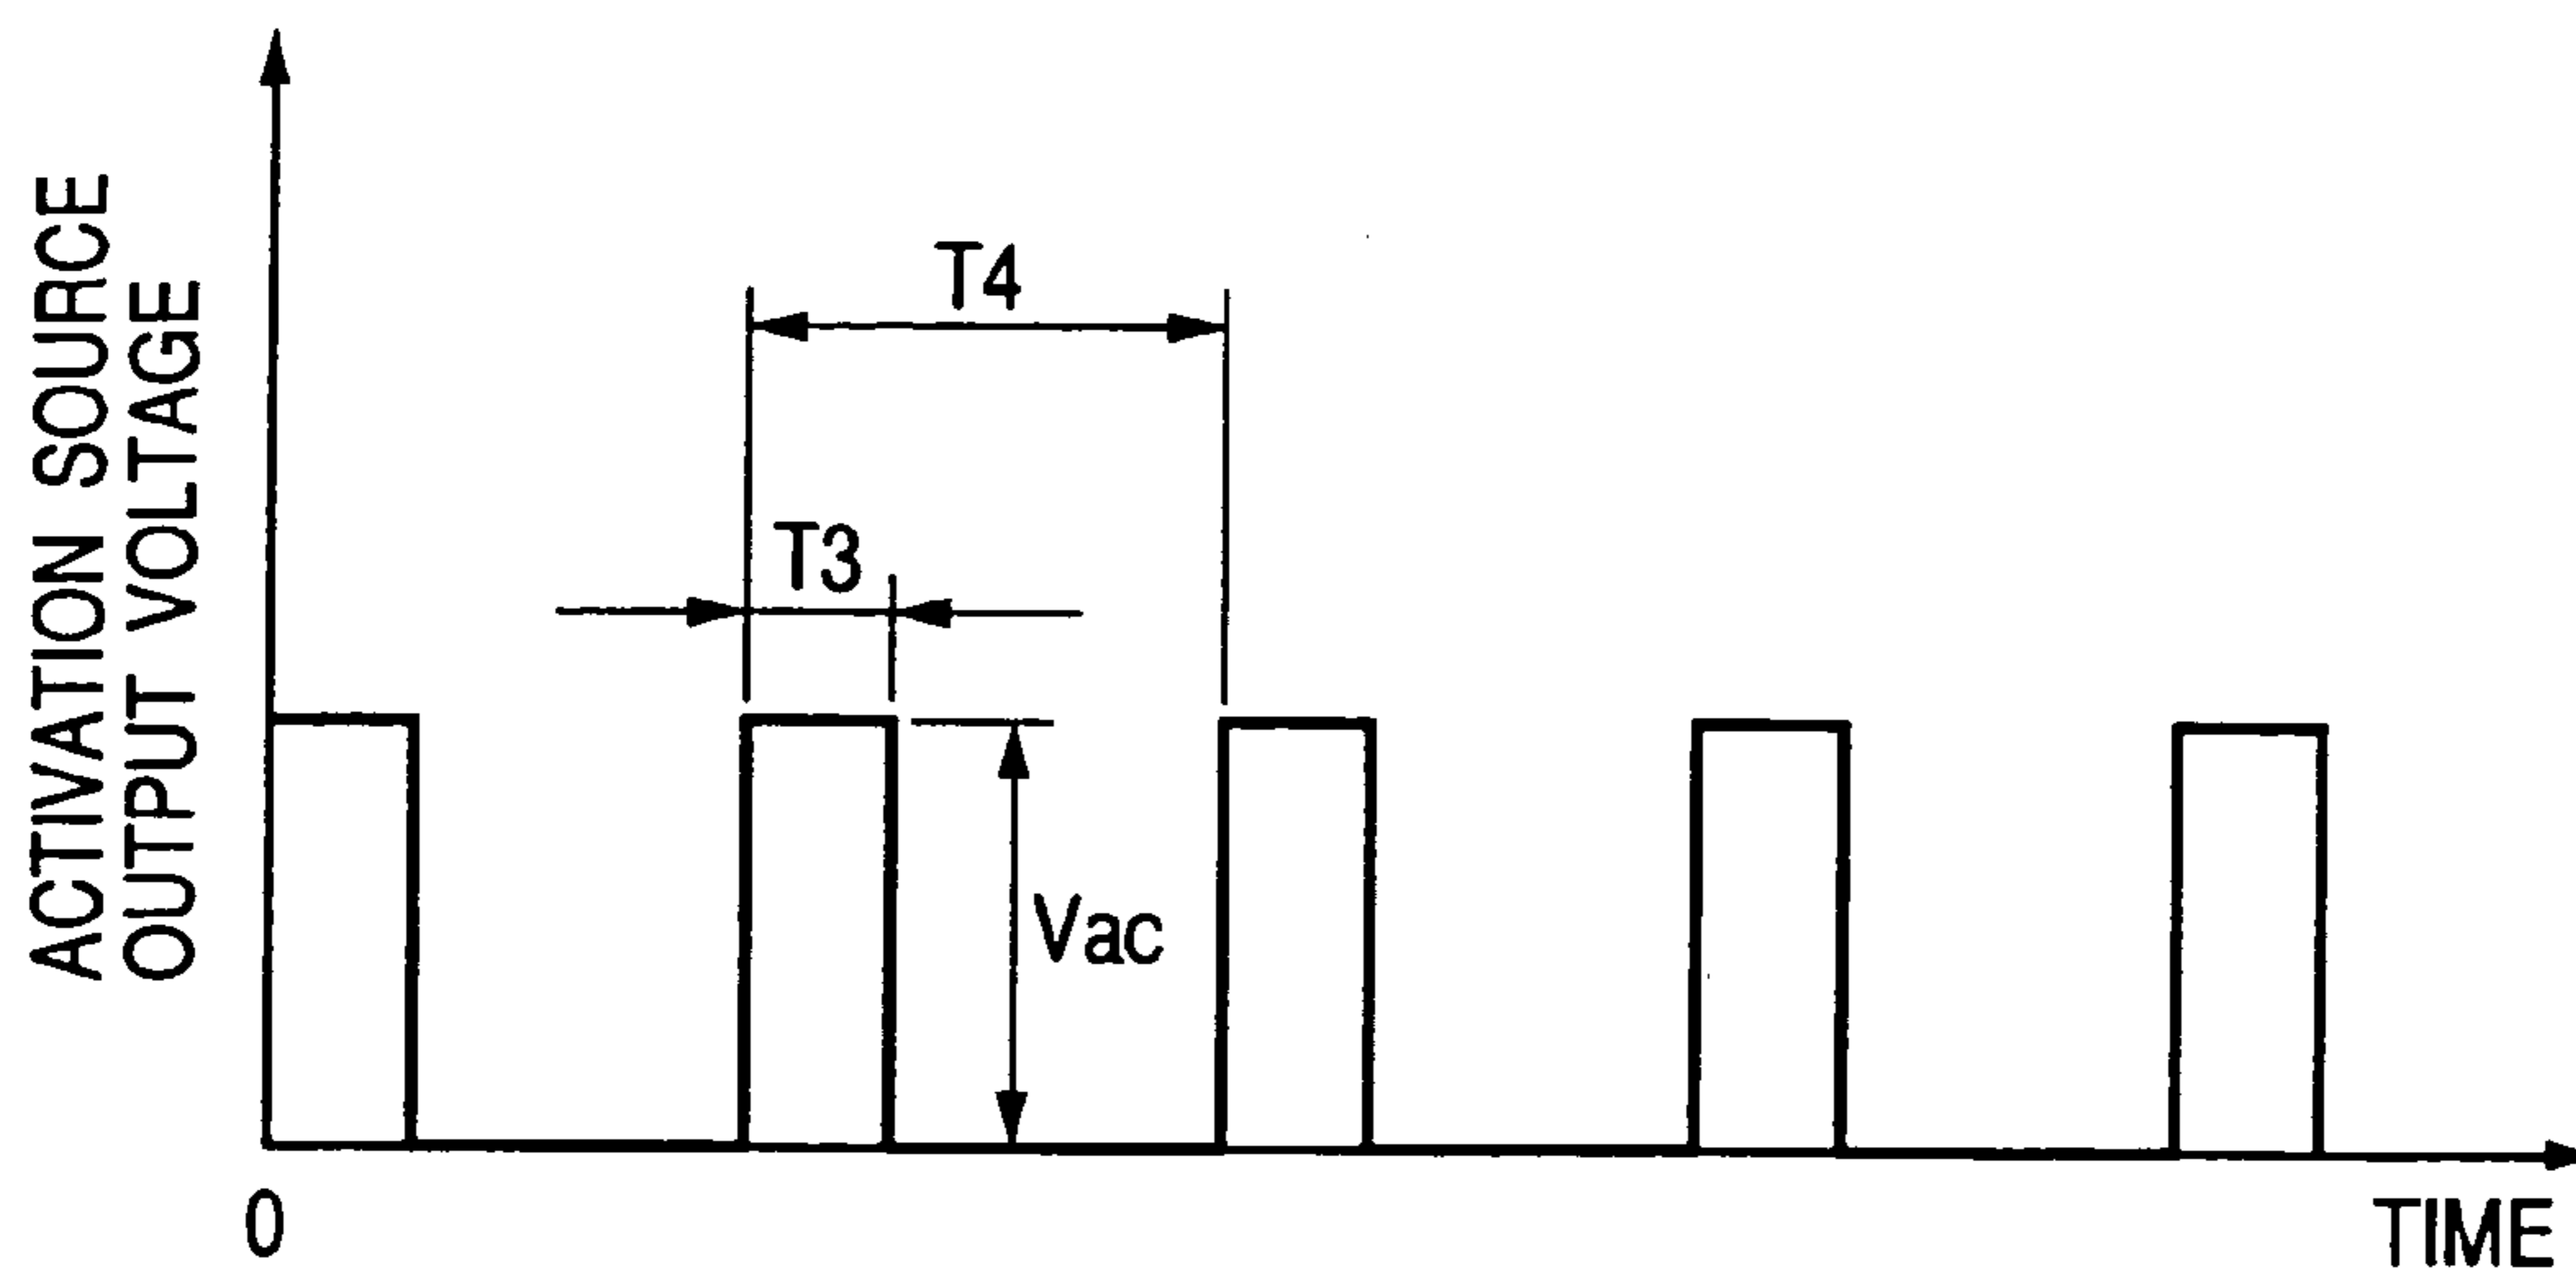 ACTIVATION SOURCE
OUTPUT VOLTAGE
T4
T3
Vac
0
TIME